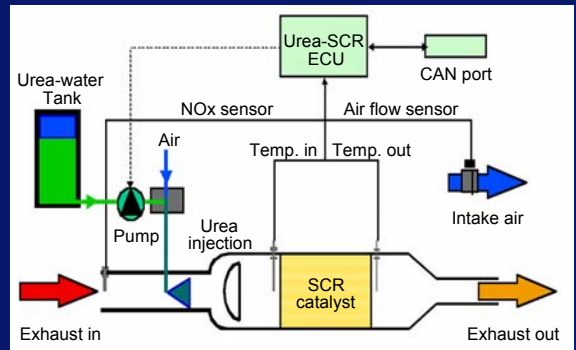 Urea-SCR
ECU
CAN port
Urea-water
Tank
NOx sensor
Air flow sensor
Air
Temp. in
Temp. out
Pump
Urea
injection
Intake air
SCR
catalyst
Exhaust in
Exhaust out